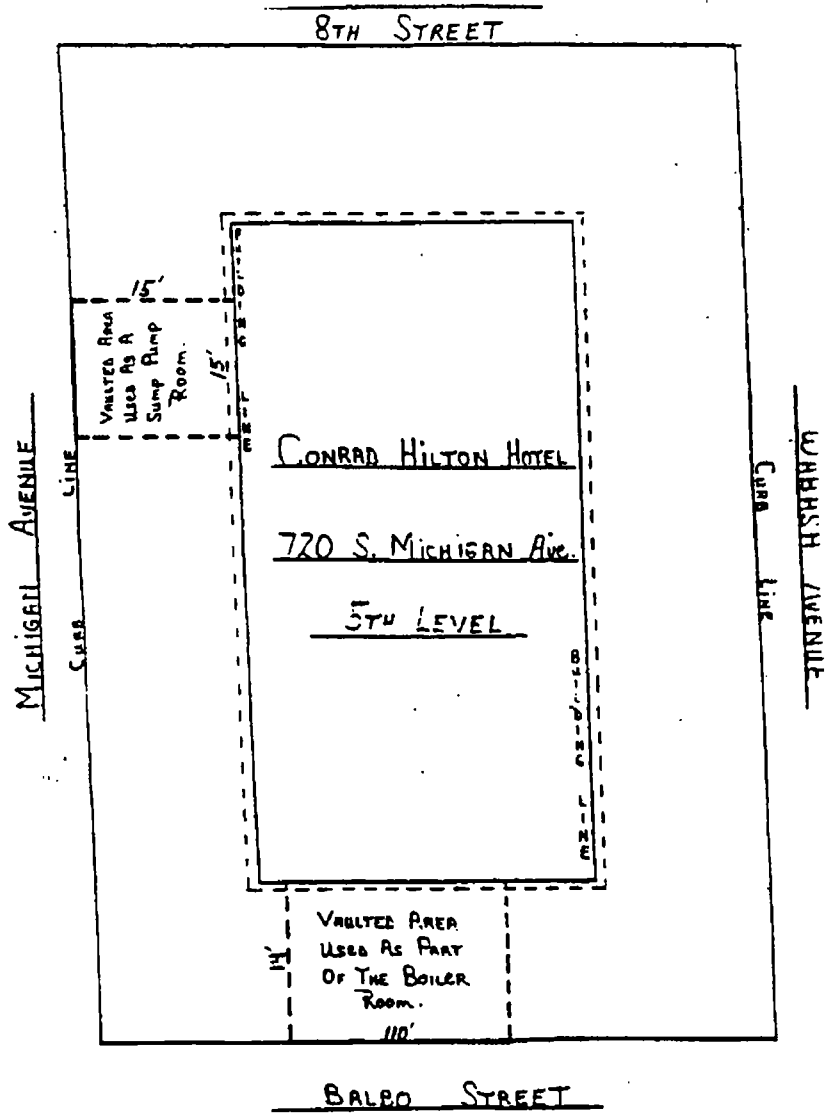 8TH STREET
15'
VAULTED AREA
USED AS A
SUMP PUMP
ROOM.
15'
BUILDING LINE
MICHIGAN AVENUE
CURB LINE
CONRAD HILTON HOTEL
720 S. MICHIGAN AVE.
5TH LEVEL
CURB LINE
WABASH AVENUE
BUILDING LINE
VAULTED AREA
USED AS PART
OF THE BOILER
ROOM.
14'
110'
BALBO STREET